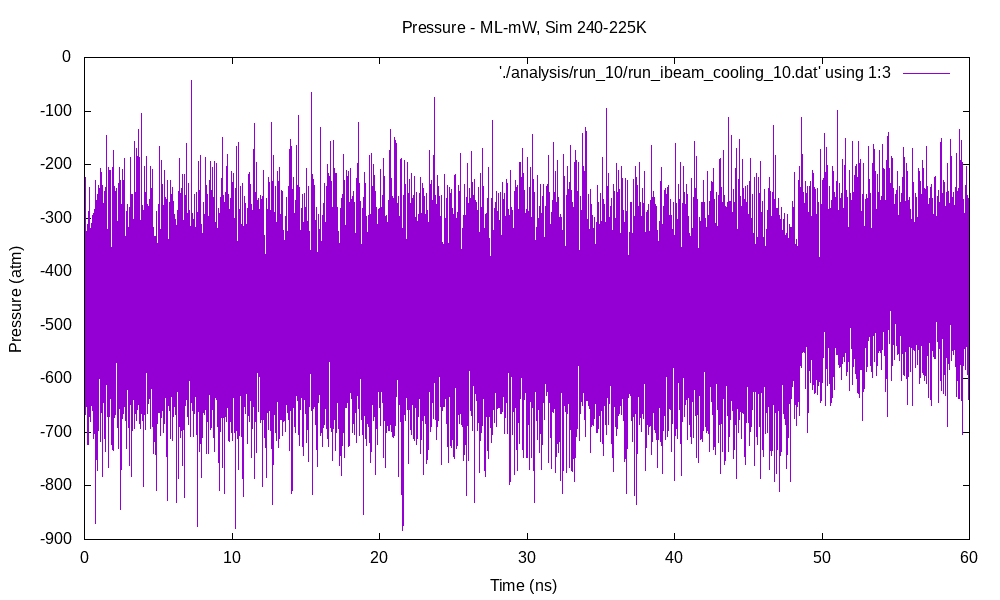 Pressure - ML-mW, Sim 240-225K
'./analysis/run_10/run_ibeam_cooling_10.dat' using 1:3
0
-100
-200
-300
-400
-500
-600
-700
-800
-900
Pressure (atm)
0 10 20 30 40 50 60
Time (ns)